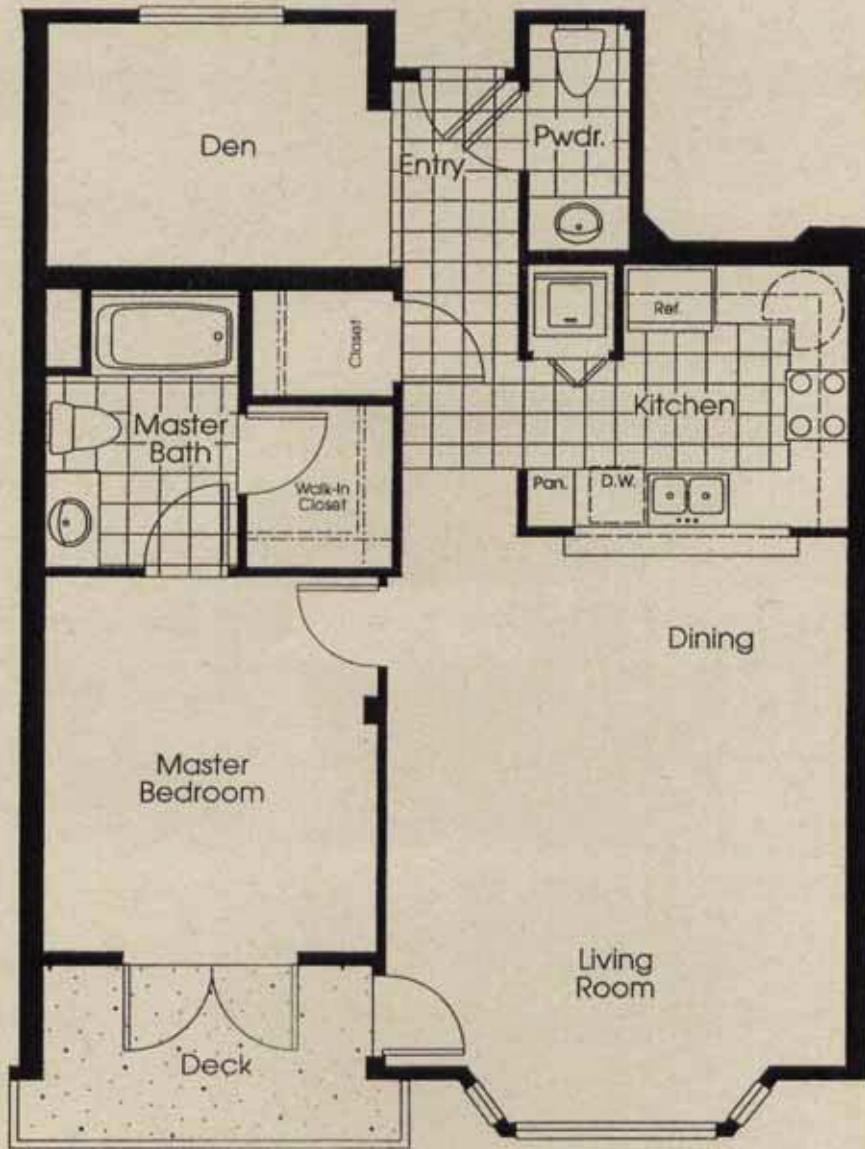 Den
Entry
Pwdr.
Closet
Ref.
Kitchen
Master
Bath
Walk-In
Closet
Pan.
D.W.
Dining
Master
Bedroom
Living
Room
Deck